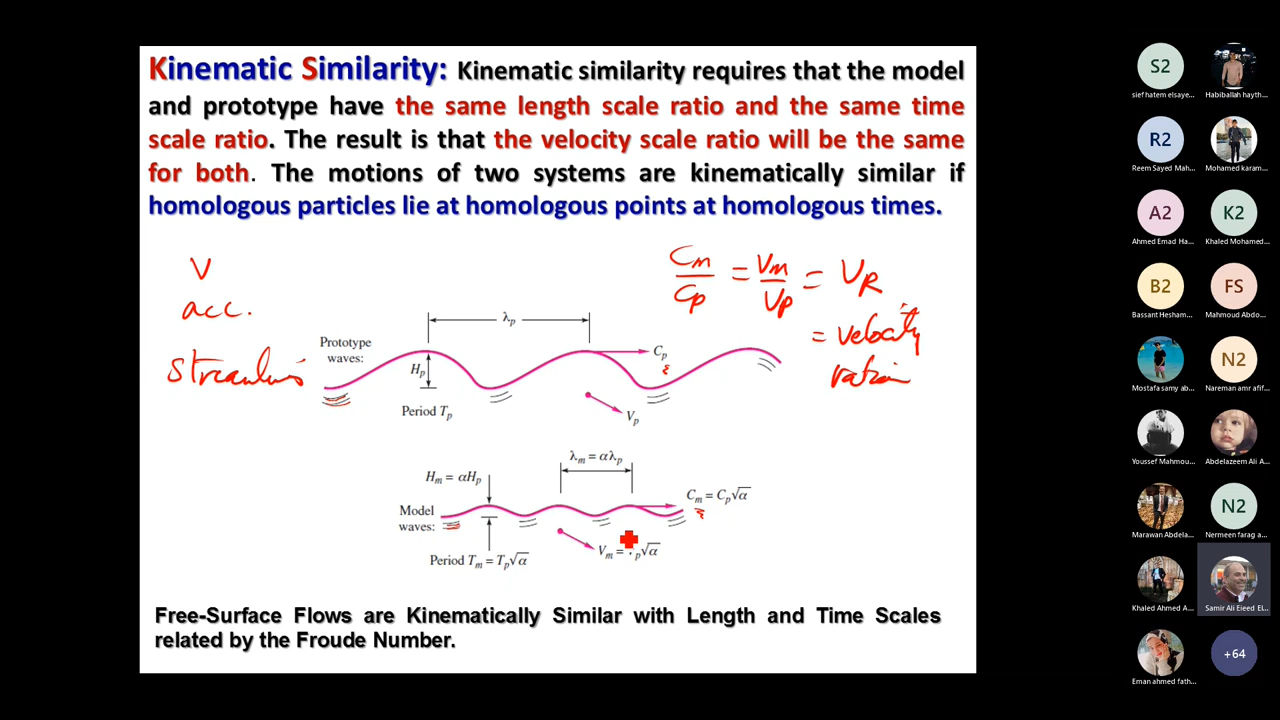 Kinematic Similarity: Kinematic similarity requires that the model
and prototype have the same length scale ratio and the same time
scale ratio. The result is that the velocity scale ratio will be the same
for both. The motions of two systems are kinematically similar if
homologous particles lie at homologous points at homologous times.
V
acc.
Cm/Cp = Vm/Vp = VR
= velocity
λp
Prototype
waves:
Hp
Cp
Period Tp
Vp
λm = αλp
Hm = αHp
Cm = Cp√α
Model
waves:
Period Tm = Tp√α
Vm = p√α
Free-Surface Flows are Kinematically Similar with Length and Time Scales
related by the Froude Number.
S2
sief hatem elsaye...
Habiballah hayth...
R2
Reem Sayed Mah...
Mohamed karam...
A2
K2
Ahmed Emad Ha...
Khaled Mohamed...
B2
FS
Bassant Hesham...
Mahmoud Abdo...
N2
Mostafa samy ab...
Nareman amr afif...
Youssef Mahmou...
Abdelazeem Ali A...
N2
Marawan Abdela...
Nermeen farag a...
Khaled Ahmed A...
Samir Ali Eieed El...
+64
Eman ahmed fath...